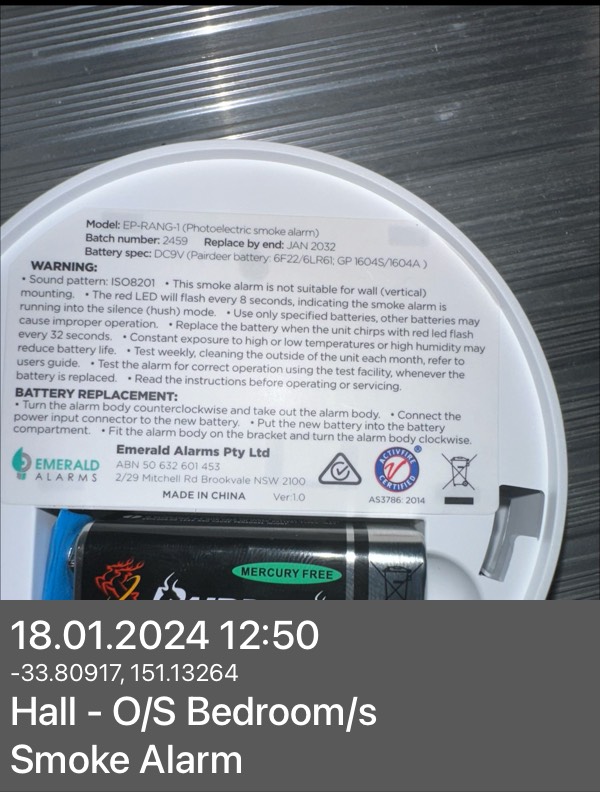 Model: EP-RANG-1 (Photoelectric smoke alarm)
Batch number: 2459 Replace by end: JAN 2032
Battery spec: DC9V (Pairdeer battery: 6F22/6LR61; GP 1604S/1604A )
WARNING:
• Sound pattern: ISO8201 • This smoke alarm is not suitable for wall (vertical)
mounting. • The red LED will flash every 8 seconds, indicating the smoke alarm is
running into the silence (hush) mode. • Use only specified batteries, other batteries may
cause improper operation. • Replace the battery when the unit chirps with red led flash
every 32 seconds. • Constant exposure to high or low temperatures or high humidity may
reduce battery life. • Test weekly, cleaning the outside of the unit each month, refer to
users guide. • Test the alarm for correct operation using the test facility, whenever the
battery is replaced. • Read the instructions before operating or servicing.
BATTERY REPLACEMENT:
• Turn the alarm body counterclockwise and take out the alarm body. • Connect the
power input connector to the new battery. • Put the new battery into the battery
compartment. • Fit the alarm body on the bracket and turn the alarm body clockwise.
EMERALD
ALARMS
Emerald Alarms Pty Ltd
ABN 50 632 601 453
2/29 Mitchell Rd Brookvale NSW 2100
MADE IN CHINA Ver:1.0
ACTIVFIRE
CERTIFIED
®
AS3786: 2014
MERCURY FREE
18.01.2024 12:50
-33.80917, 151.13264
Hall - O/S Bedroom/s
Smoke Alarm